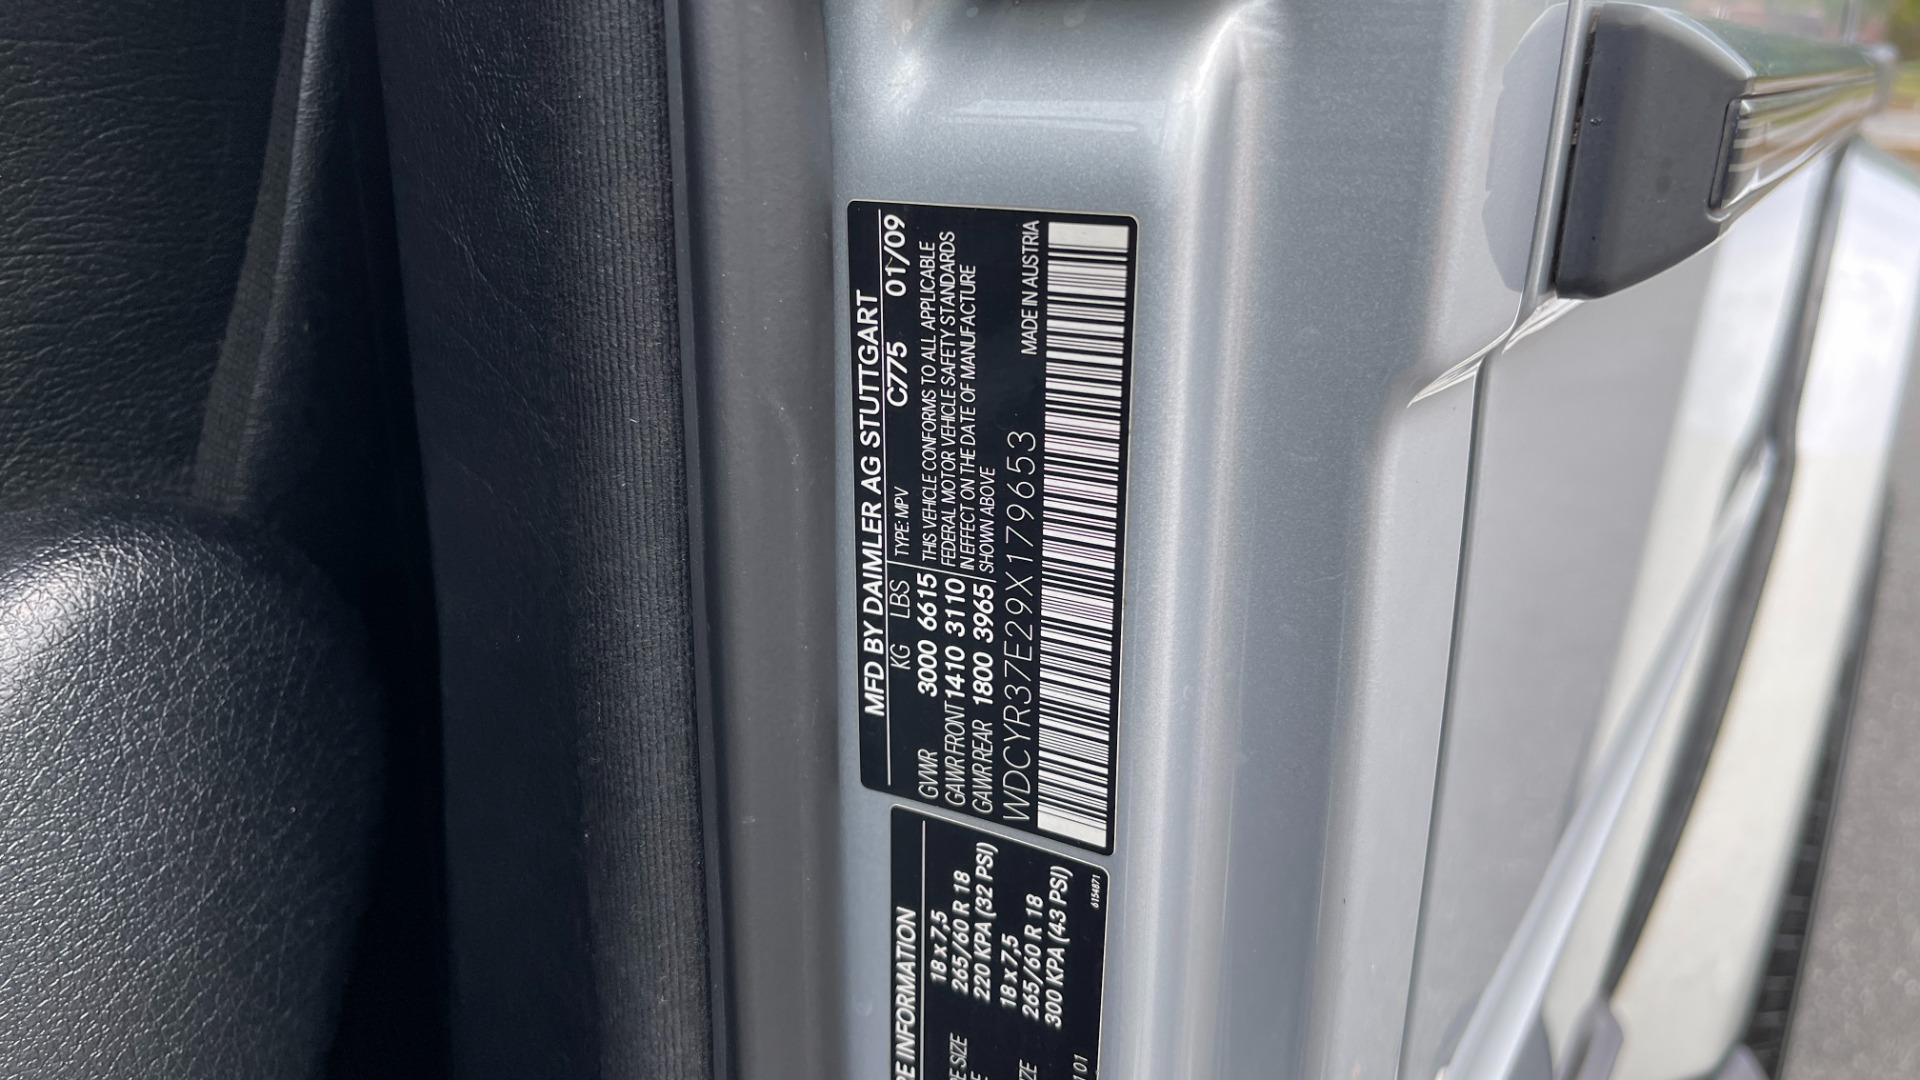 MFD BY DAIMLER AG STUTTGART
KG LBS TYPE: MPV C775 01/09
GVWR 3000 6615 THIS VEHICLE CONFORMS TO ALL APPLICABLE
GAWR FRONT 1410 3110 FEDERAL MOTOR VEHICLE SAFETY STANDARDS
GAWR REAR 1800 3965 IN EFFECT ON THE DATE OF MANUFACTURE
SHOWN ABOVE
WDCYR37E29X179653 MADE IN AUSTRIA
RE INFORMATION
18 x 7,5
265/60 R 18
220 KPA (32 PSI)
18 x 7,5
265/60 R 18
300 KPA (43 PSI)
6154871